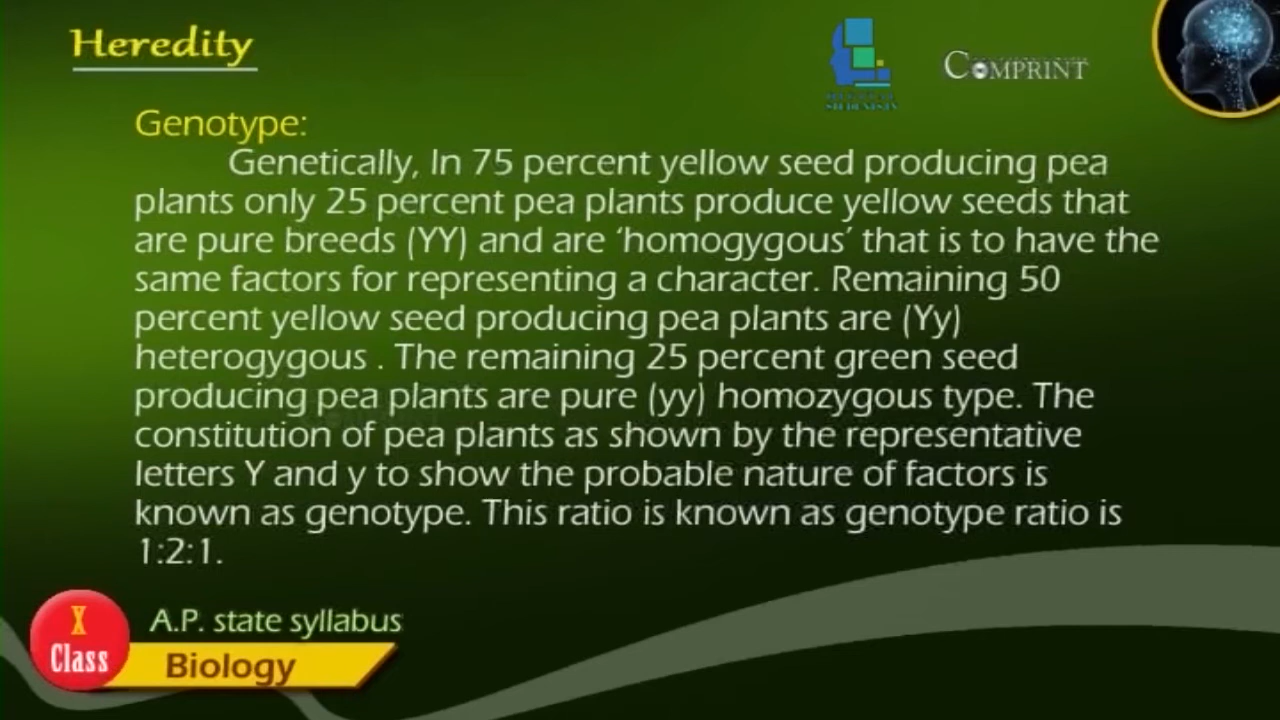 Heredity
COMPRINT
Genotype:
Genetically, In 75 percent yellow seed producing pea
plants only 25 percent pea plants produce yellow seeds that
are pure breeds (YY) and are ‘homogygous’ that is to have the
same factors for representing a character. Remaining 50
percent yellow seed producing pea plants are (Yy)
heterogygous . The remaining 25 percent green seed
producing pea plants are pure (yy) homozygous type. The
constitution of pea plants as shown by the representative
letters Y and y to show the probable nature of factors is
known as genotype. This ratio is known as genotype ratio is
1:2:1.
X
Class
A.P. state syllabus
Biology